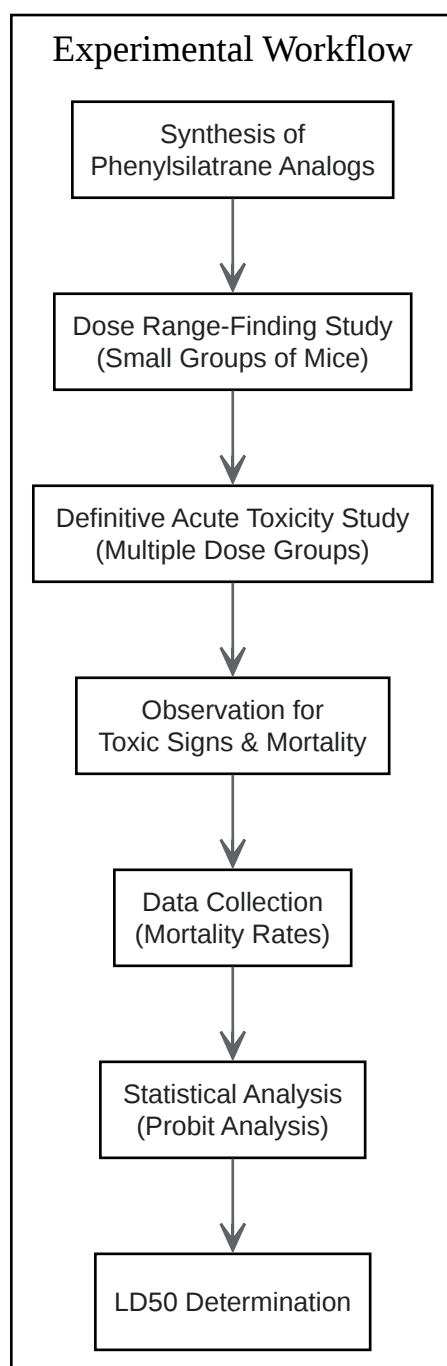 Experimental Workflow
Synthesis of
Phenylsilatrane Analogs
Dose Range-Finding Study
(Small Groups of Mice)
Definitive Acute Toxicity Study
(Multiple Dose Groups)
Observation for
Toxic Signs & Mortality
Data Collection
(Mortality Rates)
Statistical Analysis
(Probit Analysis)
LD50 Determination